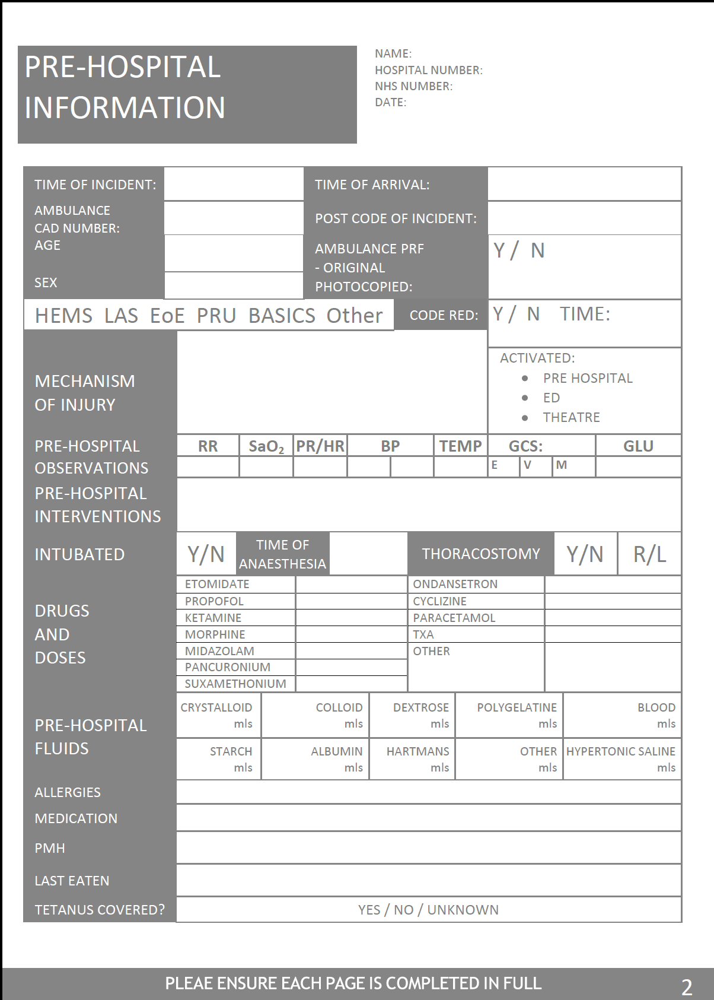 PRE-HOSPITAL
INFORMATION
NAME:
HOSPITAL NUMBER:
NHS NUMBER:
DATE:
TIME OF INCIDENT:
TIME OF ARRIVAL:
AMBULANCE
CAD NUMBER:
POST CODE OF INCIDENT:
AGE
SEX
AMBULANCE PRF
- ORIGINAL
PHOTOCOPIED:
Y / N
HEMS LAS EoE PRU BASICS Other
CODE RED:
Y / N TIME:
MECHANISM
OF INJURY
ACTIVATED:
• PRE HOSPITAL
• ED
• THEATRE
PRE-HOSPITAL
OBSERVATIONS
RR SaO₂ PR/HR BP TEMP GCS: GLU
E V M
PRE-HOSPITAL
INTERVENTIONS
INTUBATED
Y/N
TIME OF
ANAESTHESIA
THORACOSTOMY
Y/N
R/L
DRUGS
AND
DOSES
ETOMIDATE
PROPOFOL
KETAMINE
MORPHINE
MIDAZOLAM
PANCURONIUM
SUXAMETHONIUM
ONDANSETRON
CYCLIZINE
PARACETAMOL
TXA
OTHER
PRE-HOSPITAL
FLUIDS
CRYSTALLOID COLLOID DEXTROSE POLYGELATINE BLOOD
mls mls mls mls mls
STARCH ALBUMIN HARTMANS OTHER HYPERTONIC SALINE
mls mls mls mls mls
ALLERGIES
MEDICATION
PMH
LAST EATEN
TETANUS COVERED?
YES / NO / UNKNOWN
PLEAE ENSURE EACH PAGE IS COMPLETED IN FULL
2